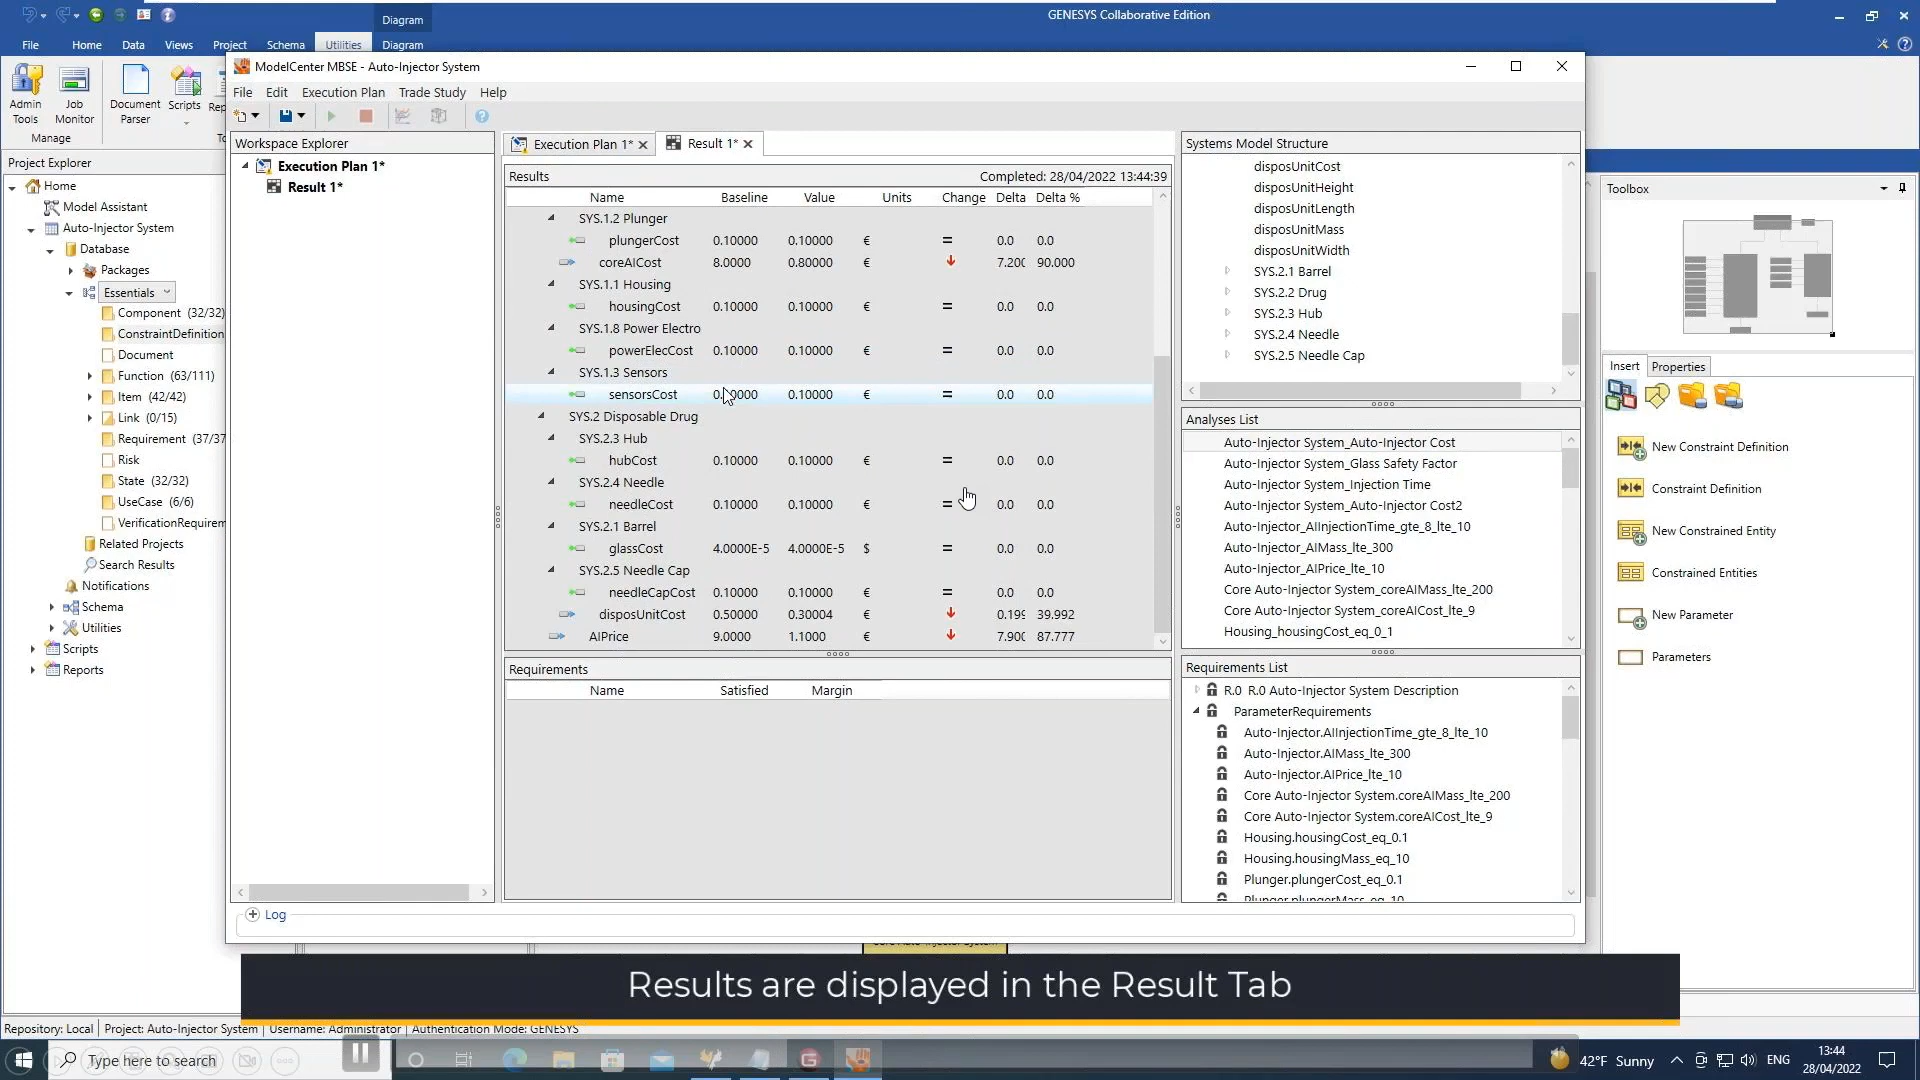 Diagram
GENESYS Collaborative Edition
File Home Data Views Project Schema Utilities Diagram
Admin Tools
Job Monitor
Document Parser
Scripts
Manage
ModelCenter MBSE - Auto-Injector System
File Edit Execution Plan Trade Study Help
Project Explorer
Home
Model Assistant
Auto-Injector System
Database
Packages
Essentials
Component (32/32)
ConstraintDefinition
Document
Function (63/111)
Item (42/42)
Link (0/15)
Requirement (37/37
Risk
State (32/32)
UseCase (6/6)
VerificationRequirem
Related Projects
Search Results
Notifications
Schema
Utilities
Scripts
Reports
Workspace Explorer
Execution Plan 1*
Result 1*
Execution Plan 1*
Result 1*
Results Completed: 28/04/2022 13:44:39
Name Baseline Value Units Change Delta Delta %
SYS.1.2 Plunger
plungerCost 0.10000 0.10000 € = 0.0 0.0
coreAICost 8.0000 0.80000 € 7.200 90.000
SYS.1.1 Housing
housingCost 0.10000 0.10000 € = 0.0 0.0
SYS.1.8 Power Electro
powerElecCost 0.10000 0.10000 € = 0.0 0.0
SYS.1.3 Sensors
sensorsCost 0.10000 0.10000 € = 0.0 0.0
SYS.2 Disposable Drug
SYS.2.3 Hub
hubCost 0.10000 0.10000 € = 0.0 0.0
SYS.2.4 Needle
needleCost 0.10000 0.10000 € = 0.0 0.0
SYS.2.1 Barrel
glassCost 4.0000E-5 4.0000E-5 $ = 0.0 0.0
SYS.2.5 Needle Cap
needleCapCost 0.10000 0.10000 € = 0.0 0.0
disposUnitCost 0.50000 0.30004 € 0.199 39.992
AIPrice 9.0000 1.1000 € 7.900 87.777
Requirements
Name Satisfied Margin
Log
Systems Model Structure
disposUnitCost
disposUnitHeight
disposUnitLength
disposUnitMass
disposUnitWidth
SYS.2.1 Barrel
SYS.2.2 Drug
SYS.2.3 Hub
SYS.2.4 Needle
SYS.2.5 Needle Cap
Analyses List
Auto-Injector System_Auto-Injector Cost
Auto-Injector System_Glass Safety Factor
Auto-Injector System_Injection Time
Auto-Injector System_Auto-Injector Cost2
Auto-Injector_AIInjectionTime_gte_8_lte_10
Auto-Injector_AIMass_lte_300
Auto-Injector_AIPrice_lte_10
Core Auto-Injector System_coreAIMass_lte_200
Core Auto-Injector System_coreAICost_lte_9
Housing_housingCost_eq_0_1
Requirements List
R.0 R.0 Auto-Injector System Description
ParameterRequirements
Auto-Injector.AIInjectionTime_gte_8_lte_10
Auto-Injector.AIMass_lte_300
Auto-Injector.AIPrice_lte_10
Core Auto-Injector System.coreAIMass_lte_200
Core Auto-Injector System.coreAICost_lte_9
Housing.housingCost_eq_0.1
Housing.housingMass_eq_10
Plunger.plungerCost_eq_0.1
Plunger.plungerMass_eq_10
Toolbox
Insert Properties
New Constraint Definition
Constraint Definition
New Constrained Entity
Constrained Entities
New Parameter
Parameters
Results are displayed in the Result Tab
Repository: Local Project: Auto-Injector System Username: Administrator Authentication Mode: GENESYS
Type here to search
42°F Sunny
ENG
13:44
28/04/2022